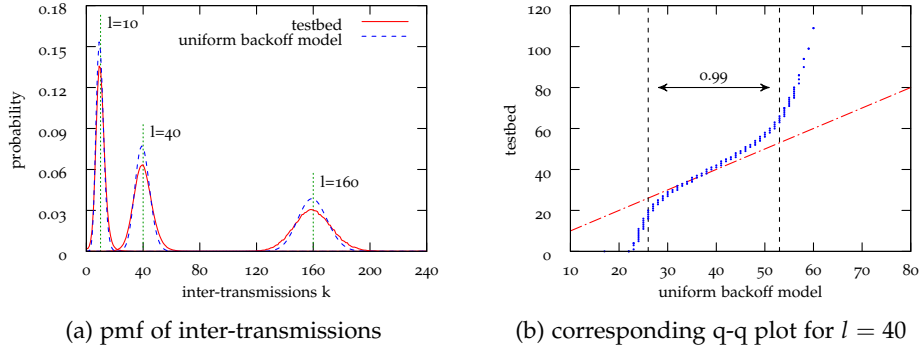 0.18
0.15
0.12
0.09
0.06
0.03
0
probability
l=10
l=40
l=160
testbed
uniform backoff model
0 40 80 120 160 200 240
inter-transmissions k
(a) pmf of inter-transmissions
120
100
80
60
40
20
0
testbed
0.99
10 20 30 40 50 60 70 80
uniform backoff model
(b) corresponding q-q plot for l = 40